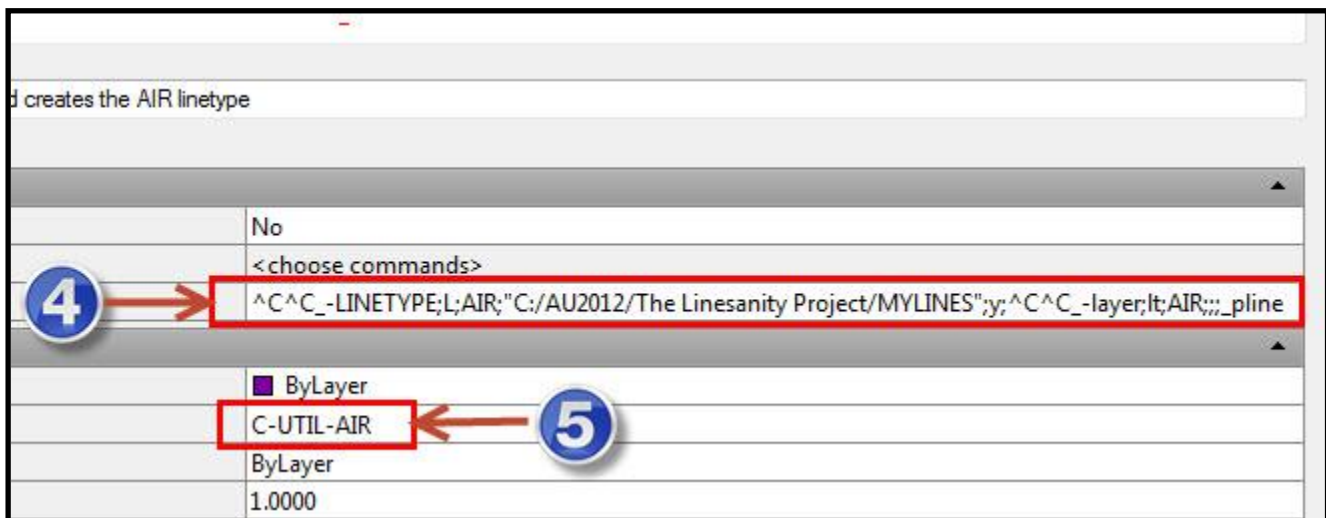 d creates the AIR linetype
No
<choose commands>
4
^C^C_-LINETYPE;L;AIR;"C:/AU2012/The Linesanity Project/MYLINES";y;^C^C_-layer;lt;AIR;;;_pline
ByLayer
C-UTIL-AIR
5
ByLayer
1.0000